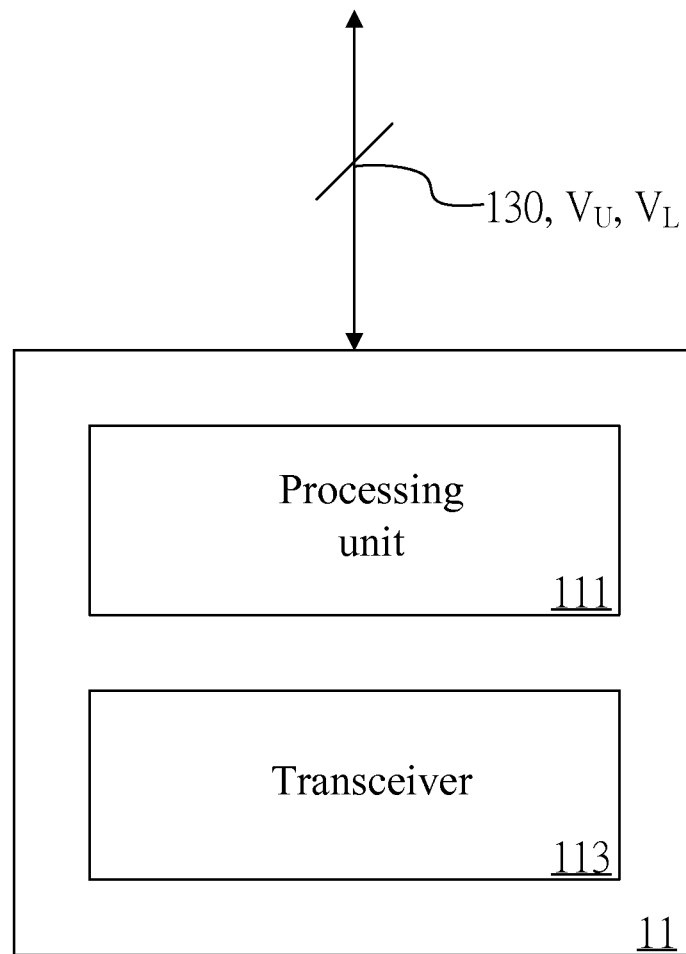 130, V_U, V_L
Processing
unit
111
Transceiver
113
11